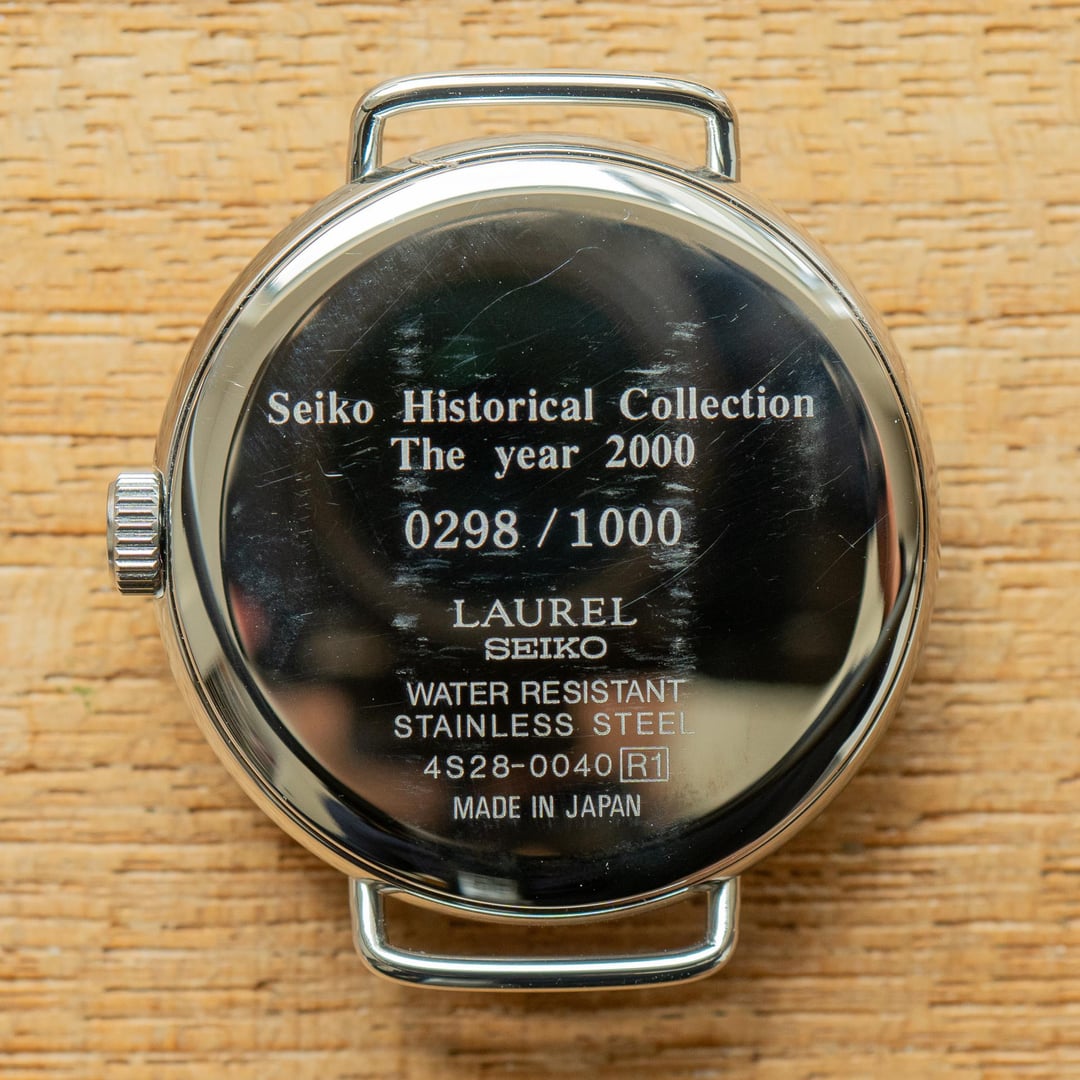 Seiko Historical Collection
The year 2000
0298 / 1000
LAUREL
SEIKO
WATER RESISTANT
STAINLESS STEEL
4S28-0040 R1
MADE IN JAPAN